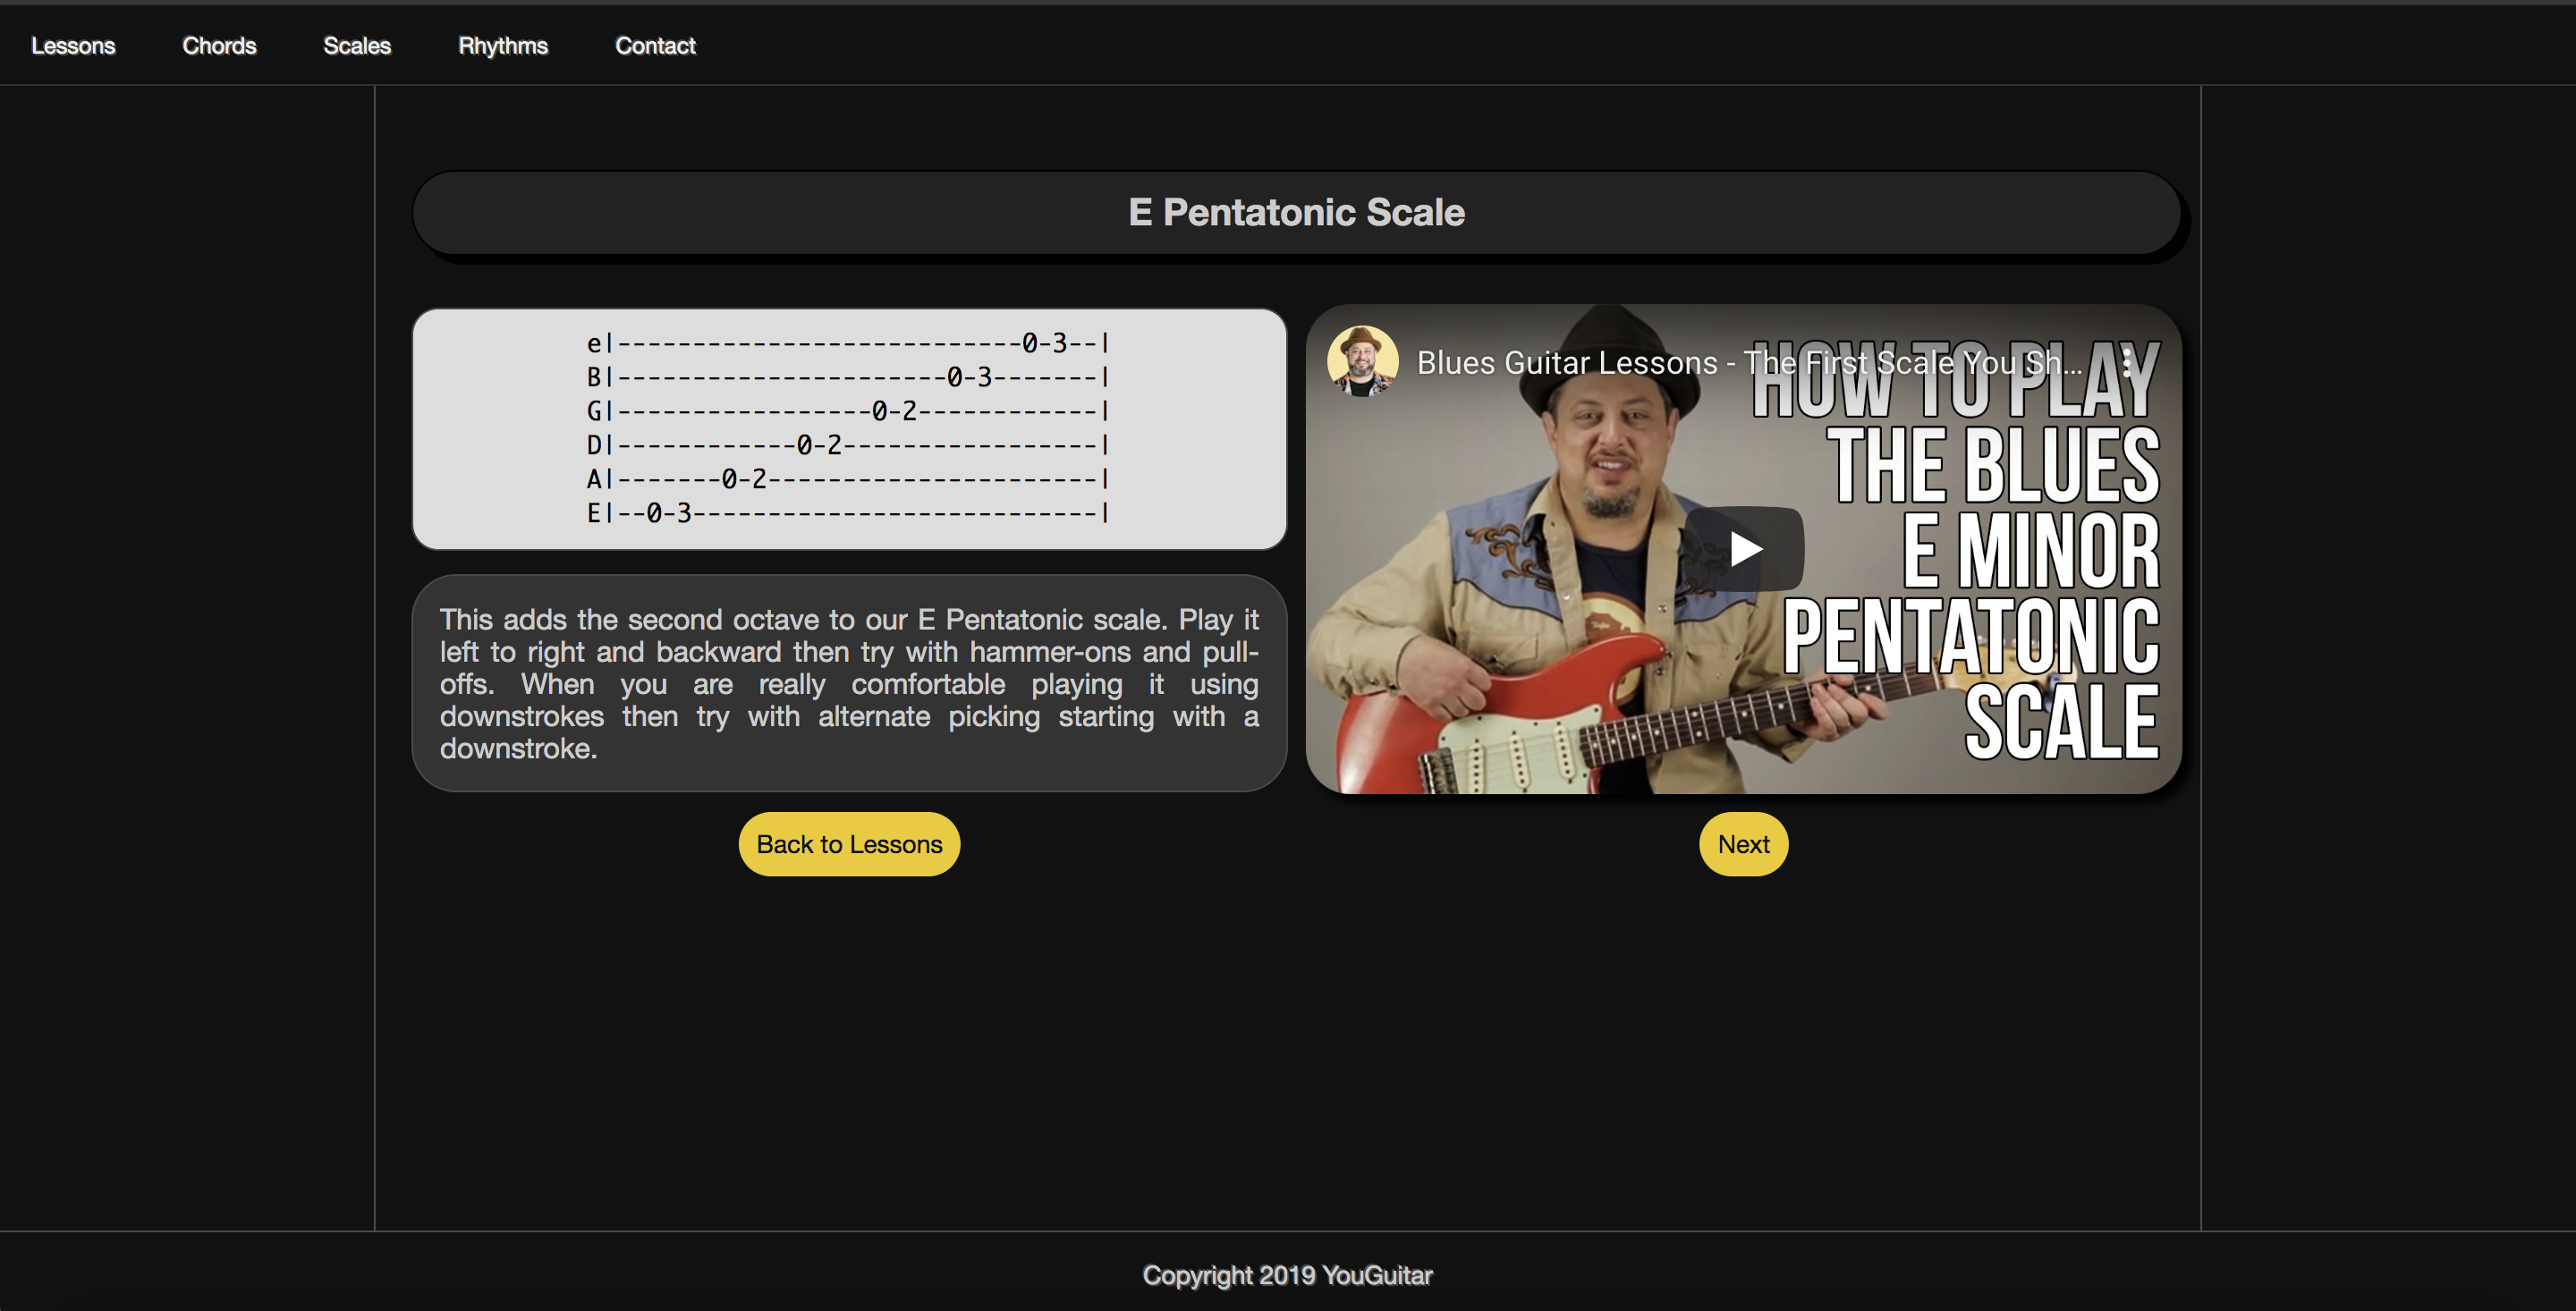 Lessons Chords Scales Rhythms Contact
E Pentatonic Scale
e|---------------------------0-3--|
B|----------------------0-3-------|
G|-----------------0-2------------|
D|------------0-2-----------------|
A|-------0-2----------------------|
E|--0-3---------------------------|
This adds the second octave to our E Pentatonic scale. Play it
left to right and backward then try with hammer-ons and pull-
offs. When you are really comfortable playing it using
downstrokes then try with alternate picking starting with a
downstroke.
Blues Guitar Lessons - The First Scale You Sh...
HOW TO PLAY
THE BLUES
E MINOR
PENTATONIC
SCALE
Back to Lessons
Next
Copyright 2019 YouGuitar